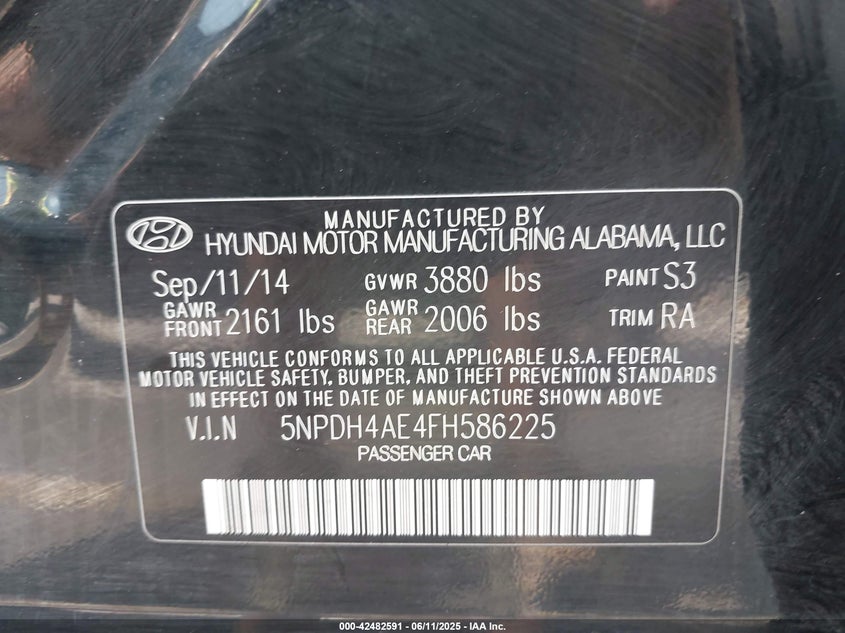 MANUFACTURED BY
HYUNDAI MOTOR MANUFACTURING ALABAMA, LLC
Sep/11/14 GVWR 3880 lbs PAINT S3
GAWR FRONT 2161 lbs GAWR REAR 2006 lbs TRIM RA
THIS VEHICLE CONFORMS TO ALL APPLICABLE U.S.A. FEDERAL
MOTOR VEHICLE SAFETY, BUMPER, AND THEFT PREVENTION STANDARDS
IN EFFECT ON THE DATE OF MANUFACTURE SHOWN ABOVE
V.I.N 5NPDH4AE4FH586225
PASSENGER CAR
000-42482591 - 06/11/2025 - IAA Inc.